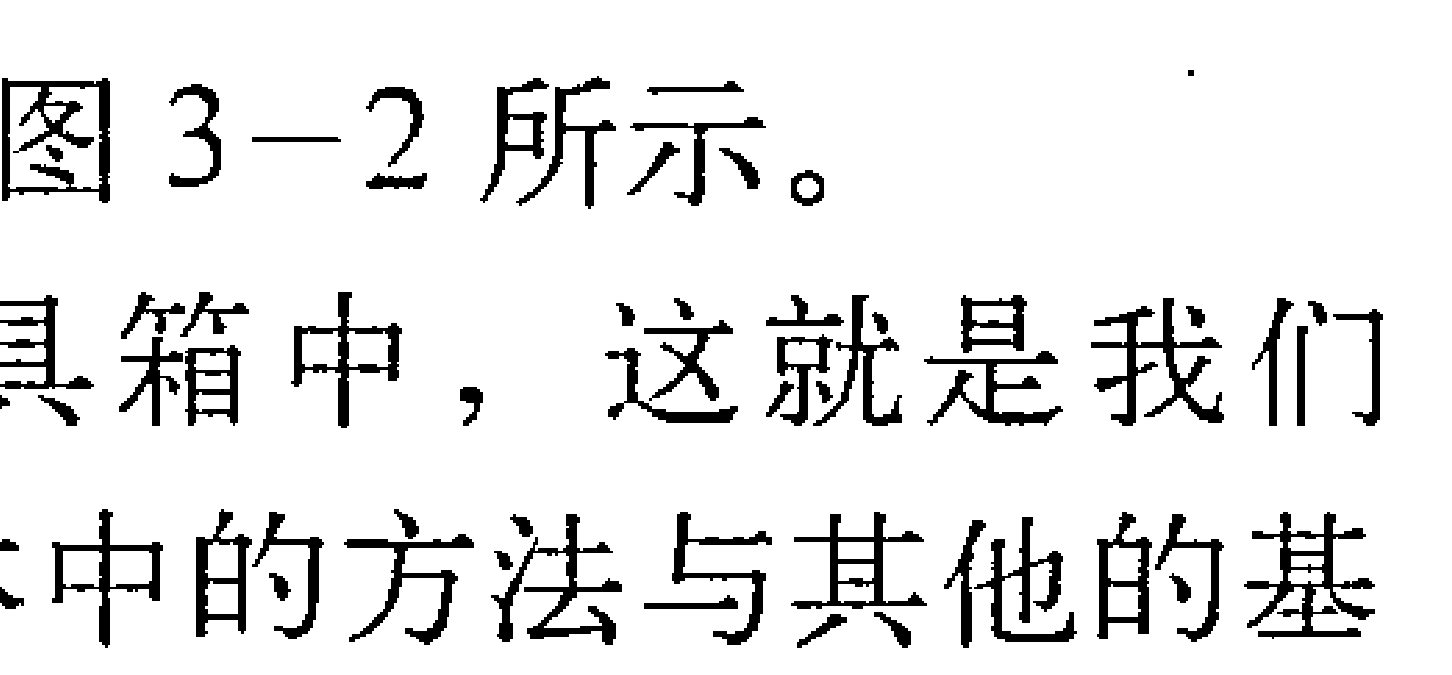 图 3—2 所示。
具箱中，这就是我们
中的方法与其他的基